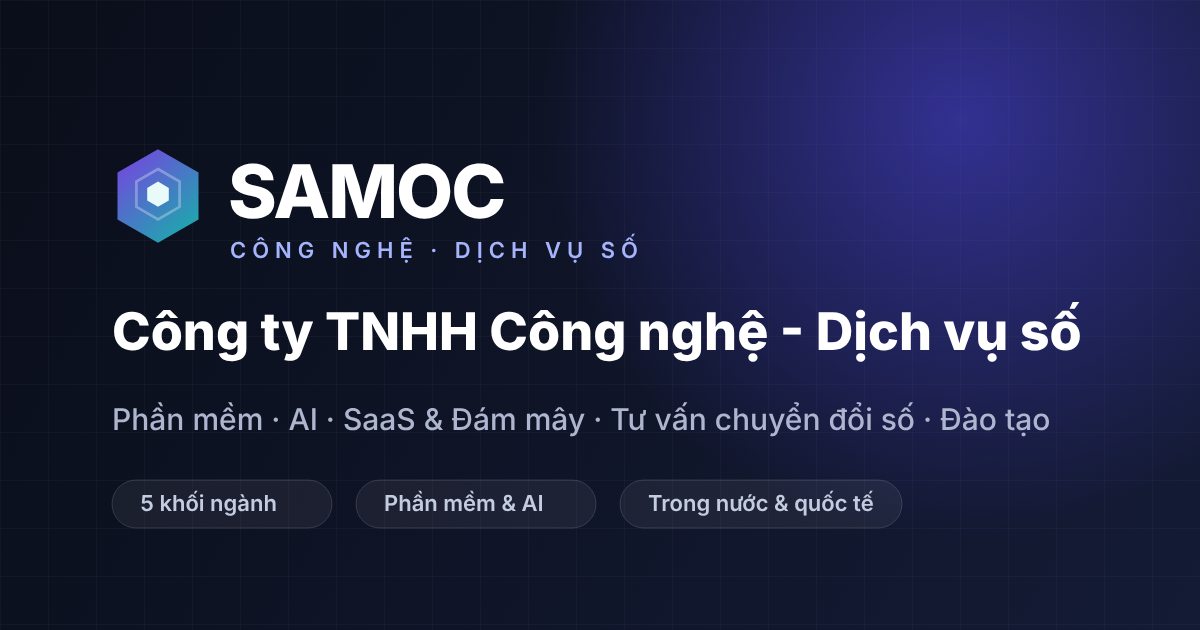 SAMOC
CÔNG NGHỆ · DỊCH VỤ SỐ
Công ty TNHH Công nghệ - Dịch vụ số
Phần mềm · AI · SaaS & Đám mây · Tư vấn chuyển đổi số · Đào tạo
5 khối ngành
Phần mềm & AI
Trong nước & quốc tế